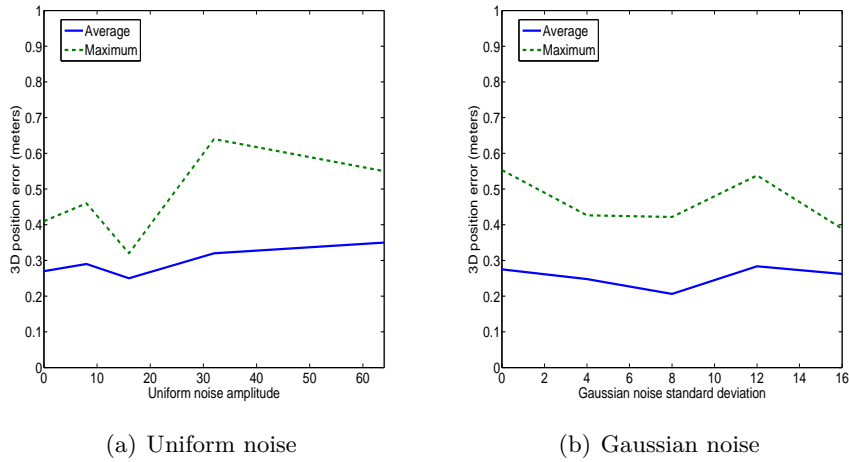 Average
Maximum
1
0.9
0.8
0.7
0.6
0.5
0.4
0.3
0.2
0.1
0
3D position error (meters)
0 10 20 30 40 50 60
Uniform noise amplitude
(a) Uniform noise
Average
Maximum
1
0.9
0.8
0.7
0.6
0.5
0.4
0.3
0.2
0.1
0
3D position error (meters)
0 2 4 6 8 10 12 14 16
Gaussian noise standard deviation
(b) Gaussian noise